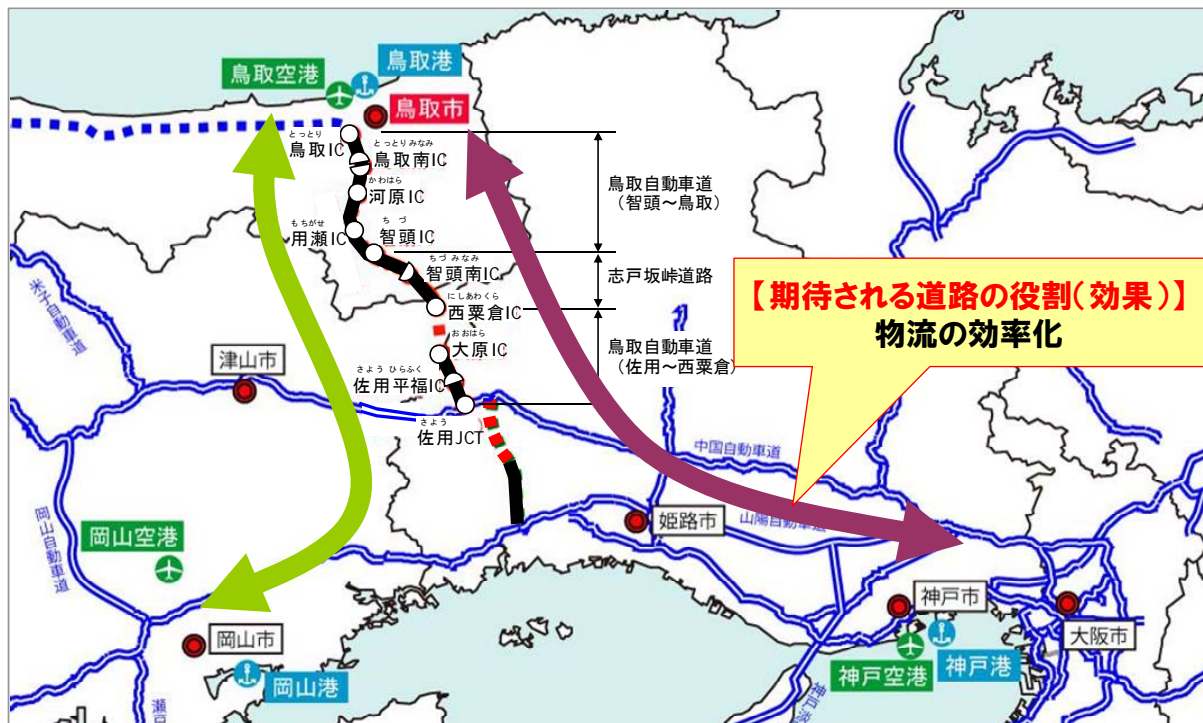 鳥取空港
鳥取港
鳥取市
とっとり
鳥取IC
とっとりみなみ
鳥取南IC
かわはら
河原IC
もちがせ
用瀬IC
ちづ
智頭IC
ちづみなみ
智頭南IC
にしあわくら
西粟倉IC
おおはら
大原IC
さようひらふく
佐用平福IC
さよう
佐用JCT
鳥取自動車道
(智頭～鳥取)
志戸坂峠道路
鳥取自動車道
(佐用～西粟倉)
【期待される道路の役割(効果)】
物流の効率化
米子自動車道
津山市
中国自動車道
山陽自動車道
姫路市
岡山自動車道
岡山空港
岡山市
岡山港
瀬戸
神戸市
神戸空港
神戸港
大阪市
神戸淡